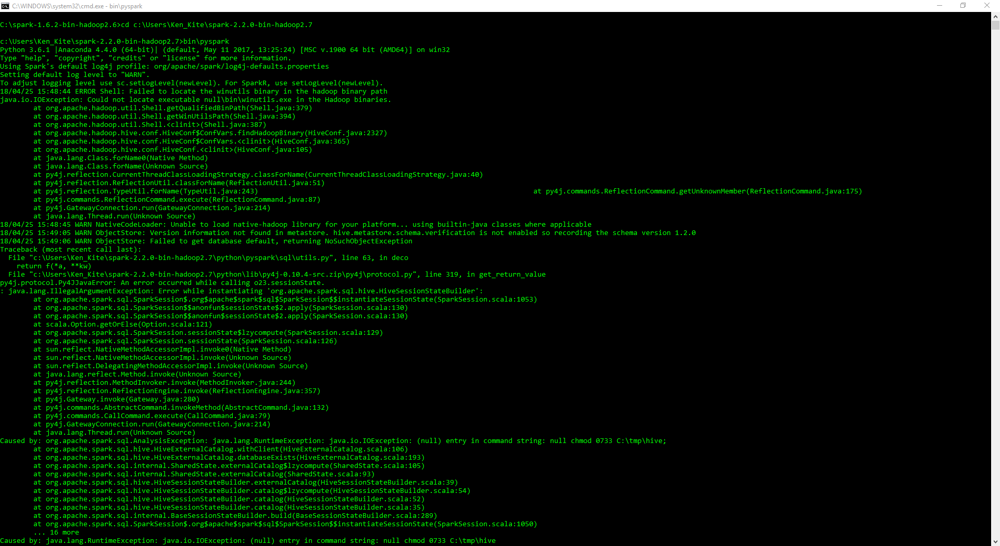 C:\WINDOWS\system32\cmd.exe - bin\pyspark
C:\spark-1.6.2-bin-hadoop2.6>cd c:\Users\Ken_Kite\spark-2.2.0-bin-hadoop2.7
c:\Users\Ken_Kite\spark-2.2.0-bin-hadoop2.7>bin\pyspark
Python 3.6.1 |Anaconda 4.4.0 (64-bit)| (default, May 11 2017, 13:25:24) [MSC v.1900 64 bit (AMD64)] on win32
Type "help", "copyright", "credits" or "license" for more information.
Using Spark's default log4j profile: org/apache/spark/log4j-defaults.properties
Setting default log level to "WARN".
To adjust logging level use sc.setLogLevel(newLevel). For SparkR, use setLogLevel(newLevel).
18/04/25 15:48:44 ERROR Shell: Failed to locate the winutils binary in the hadoop binary path
java.io.IOException: Could not locate executable null\bin\winutils.exe in the Hadoop binaries.
        at org.apache.hadoop.util.Shell.getQualifiedBinPath(Shell.java:379)
        at org.apache.hadoop.util.Shell.getWinUtilsPath(Shell.java:394)
        at org.apache.hadoop.util.Shell.<clinit>(Shell.java:387)
        at org.apache.hadoop.hive.conf.HiveConf$ConfVars.findHadoopBinary(HiveConf.java:2327)
        at org.apache.hadoop.hive.conf.HiveConf$ConfVars.<clinit>(HiveConf.java:365)
        at org.apache.hadoop.hive.conf.HiveConf.<clinit>(HiveConf.java:105)
        at java.lang.Class.forName0(Native Method)
        at java.lang.Class.forName(Unknown Source)
        at py4j.reflection.CurrentThreadClassLoadingStrategy.classForName(CurrentThreadClassLoadingStrategy.java:40)
        at py4j.reflection.ReflectionUtil.classForName(ReflectionUtil.java:51)
        at py4j.reflection.TypeUtil.forName(TypeUtil.java:243)                                                                  at py4j.commands.ReflectionCommand.getUnknownMember(ReflectionCommand.java:175)
        at py4j.commands.ReflectionCommand.execute(ReflectionCommand.java:87)
        at py4j.GatewayConnection.run(GatewayConnection.java:214)
        at java.lang.Thread.run(Unknown Source)
18/04/25 15:48:45 WARN NativeCodeLoader: Unable to load native-hadoop library for your platform... using builtin-java classes where applicable
18/04/25 15:49:05 WARN ObjectStore: Version information not found in metastore. hive.metastore.schema.verification is not enabled so recording the schema version 1.2.0
18/04/25 15:49:06 WARN ObjectStore: Failed to get database default, returning NoSuchObjectException
Traceback (most recent call last):
  File "c:\Users\Ken_Kite\spark-2.2.0-bin-hadoop2.7\python\pyspark\sql\utils.py", line 63, in deco
    return f(*a, **kw)
  File "c:\Users\Ken_Kite\spark-2.2.0-bin-hadoop2.7\python\lib\py4j-0.10.4-src.zip\py4j\protocol.py", line 319, in get_return_value
py4j.protocol.Py4JJavaError: An error occurred while calling o23.sessionState.
: java.lang.IllegalArgumentException: Error while instantiating 'org.apache.spark.sql.hive.HiveSessionStateBuilder':
        at org.apache.spark.sql.SparkSession$.org$apache$spark$sql$SparkSession$$instantiateSessionState(SparkSession.scala:1053)
        at org.apache.spark.sql.SparkSession$$anonfun$sessionState$2.apply(SparkSession.scala:130)
        at org.apache.spark.sql.SparkSession$$anonfun$sessionState$2.apply(SparkSession.scala:130)
        at scala.Option.getOrElse(Option.scala:121)
        at org.apache.spark.sql.SparkSession.sessionState$lzycompute(SparkSession.scala:129)
        at org.apache.spark.sql.SparkSession.sessionState(SparkSession.scala:126)
        at sun.reflect.NativeMethodAccessorImpl.invoke0(Native Method)
        at sun.reflect.NativeMethodAccessorImpl.invoke(Unknown Source)
        at sun.reflect.DelegatingMethodAccessorImpl.invoke(Unknown Source)
        at java.lang.reflect.Method.invoke(Unknown Source)
        at py4j.reflection.MethodInvoker.invoke(MethodInvoker.java:244)
        at py4j.reflection.ReflectionEngine.invoke(ReflectionEngine.java:357)
        at py4j.Gateway.invoke(Gateway.java:280)
        at py4j.commands.AbstractCommand.invokeMethod(AbstractCommand.java:132)
        at py4j.commands.CallCommand.execute(CallCommand.java:79)
        at py4j.GatewayConnection.run(GatewayConnection.java:214)
        at java.lang.Thread.run(Unknown Source)
Caused by: org.apache.spark.sql.AnalysisException: java.lang.RuntimeException: java.io.IOException: (null) entry in command string: null chmod 0733 C:\tmp\hive;
        at org.apache.spark.sql.hive.HiveExternalCatalog.withClient(HiveExternalCatalog.scala:106)
        at org.apache.spark.sql.hive.HiveExternalCatalog.databaseExists(HiveExternalCatalog.scala:193)
        at org.apache.spark.sql.internal.SharedState.externalCatalog$lzycompute(SharedState.scala:105)
        at org.apache.spark.sql.internal.SharedState.externalCatalog(SharedState.scala:93)
        at org.apache.spark.sql.hive.HiveSessionStateBuilder.externalCatalog(HiveSessionStateBuilder.scala:39)
        at org.apache.spark.sql.hive.HiveSessionStateBuilder.catalog$lzycompute(HiveSessionStateBuilder.scala:54)
        at org.apache.spark.sql.hive.HiveSessionStateBuilder.catalog(HiveSessionStateBuilder.scala:52)
        at org.apache.spark.sql.hive.HiveSessionStateBuilder.catalog(HiveSessionStateBuilder.scala:35)
        at org.apache.spark.sql.internal.BaseSessionStateBuilder.build(BaseSessionStateBuilder.scala:289)
        at org.apache.spark.sql.SparkSession$.org$apache$spark$sql$SparkSession$$instantiateSessionState(SparkSession.scala:1050)
        ... 16 more
Caused by: java.lang.RuntimeException: java.io.IOException: (null) entry in command string: null chmod 0733 C:\tmp\hive